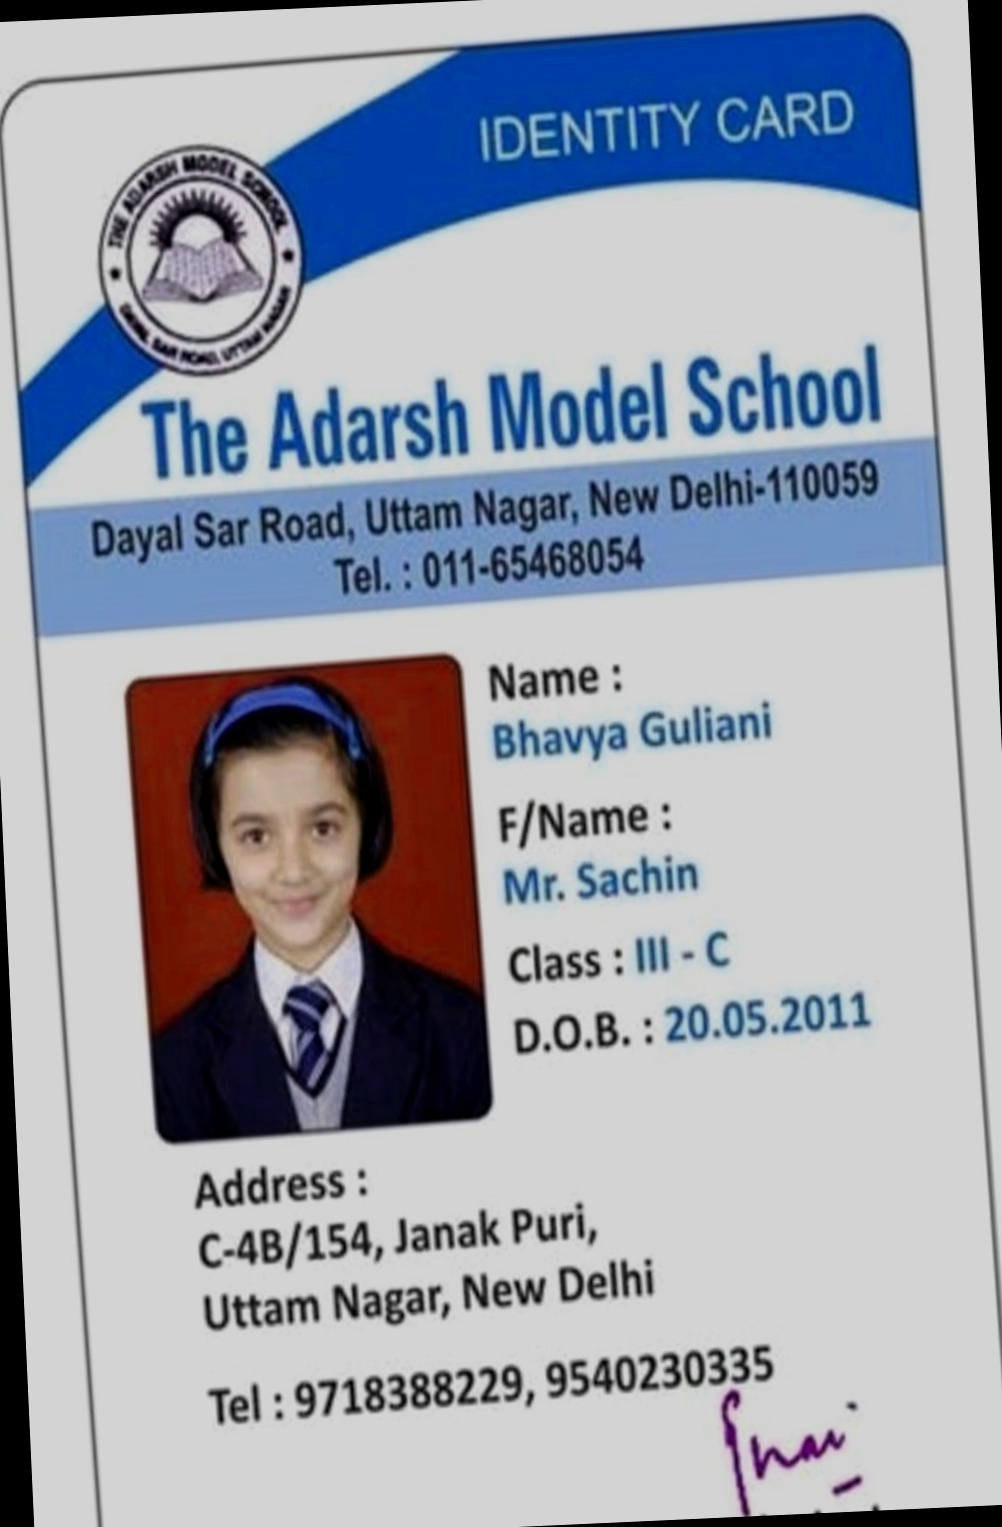 IDENTITY CARD
THE ADARSH MODEL SCHOOL
DAYAL SAR ROAD, UTTAM NAGAR
The Adarsh Model School
Dayal Sar Road, Uttam Nagar, New Delhi-110059
Tel. : 011-65468054
Name :
Bhavya Guliani
F/Name :
Mr. Sachin
Class : III - C
D.O.B. : 20.05.2011
Address :
C-4B/154, Janak Puri,
Uttam Nagar, New Delhi
Tel : 9718388229, 9540230335